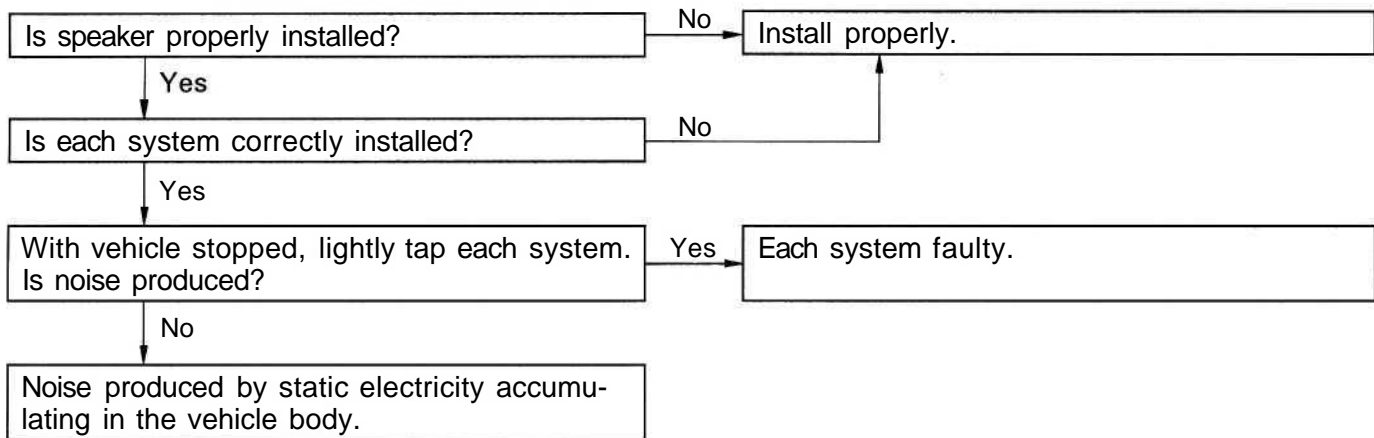 Is speaker properly installed?
No
Install properly.
Yes
Is each system correctly installed?
No
Yes
With vehicle stopped, lightly tap each system.
Is noise produced?
Yes
Each system faulty.
No
Noise produced by static electricity accumu-
lating in the vehicle body.